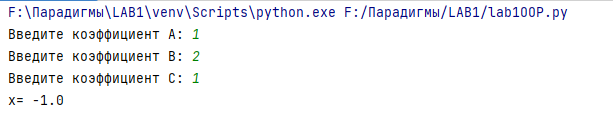 F:\Парадигмы\LAB1\venv\Scripts\python.exe F:/Парадигмы/LAB1/lab1OOP.py
Введите коэффициент A: 1
Введите коэффициент B: 2
Введите коэффициент C: 1
x= -1.0